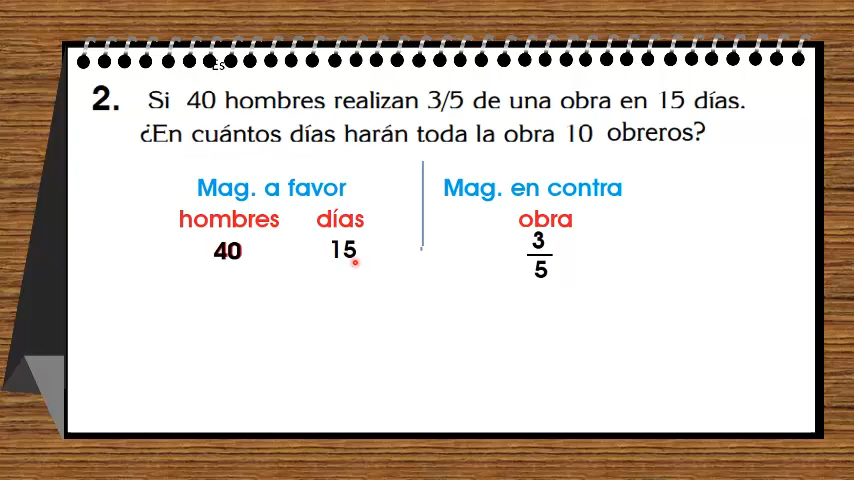 Es
2. Si 40 hombres realizan 3/5 de una obra en 15 días.
¿En cuántos días harán toda la obra 10 obreros?
Mag. a favor Mag. en contra
hombres días obra
40 15 3/5